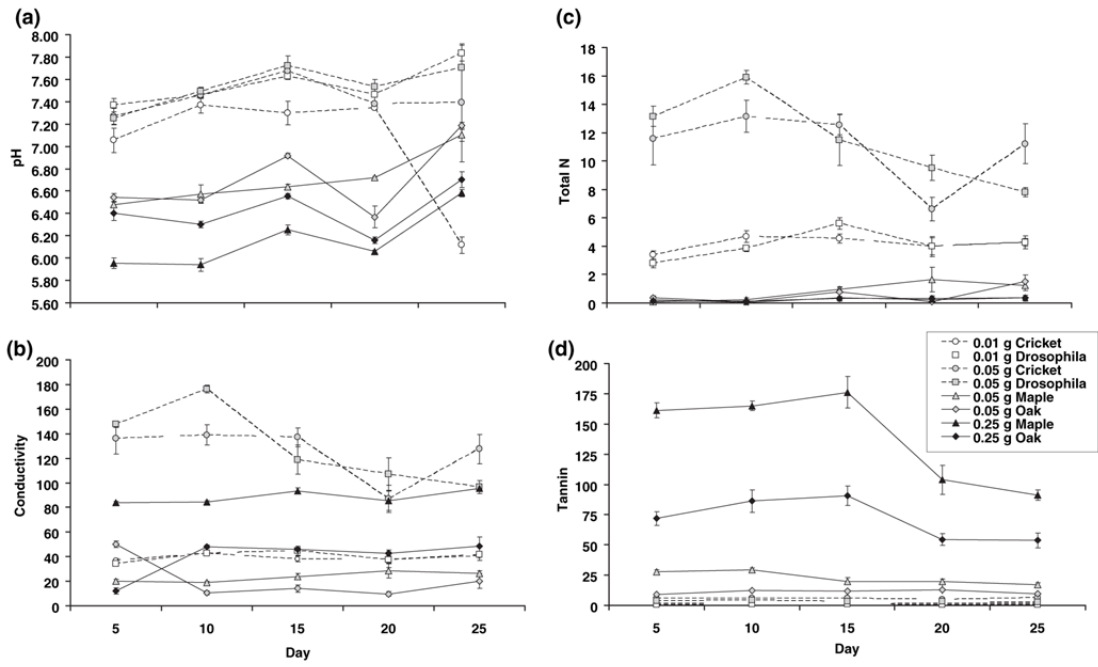 (a)
8.00
7.80
7.60
7.40
7.20
7.00
6.60
6.40
6.20
6.00
5.80
5.60
pH
(c)
18
16
14
12
10
8
6
4
2
0
Total N
(b)
200
180
160
140
120
100
80
60
40
20
0
Conductivity
5 10 15 20 25
Day
(d)
200
175
150
125
100
75
50
25
0
Tannin
5 10 15 20 25
Day
0.01 g Cricket
0.01 g Drosophila
0.05 g Cricket
0.05 g Drosophila
0.05 g Maple
0.05 g Oak
0.25 g Maple
0.25 g Oak